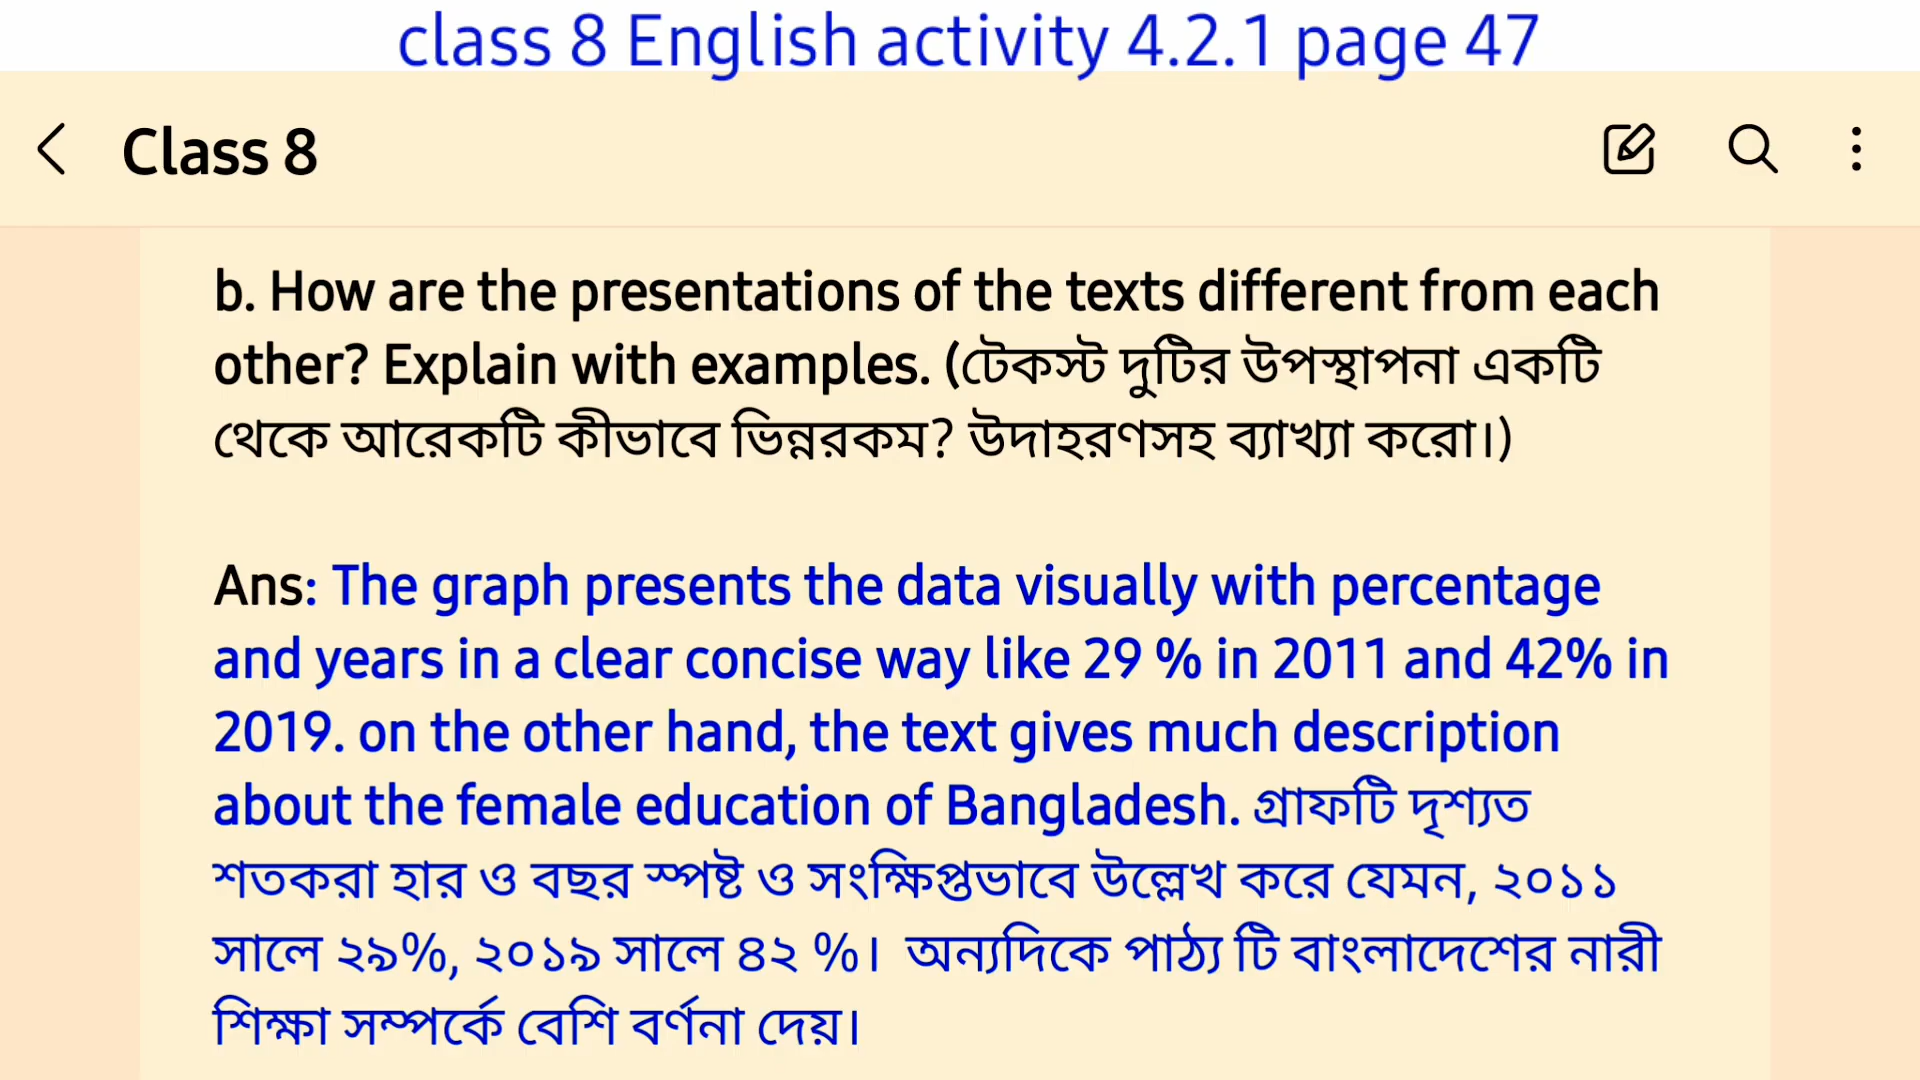 class 8 English activity 4.2.1 page 47
Class 8
b. How are the presentations of the texts different from each
other? Explain with examples. (টেকস্ট দুটির উপস্থাপনা একটি
থেকে আরেকটি কীভাবে ভিন্নরকম? উদাহরণসহ ব্যাখ্যা করো।)
Ans: The graph presents the data visually with percentage
and years in a clear concise way like 29 % in 2011 and 42% in
2019. on the other hand, the text gives much description
about the female education of Bangladesh. গ্রাফটি দৃশ্যত
শতকরা হার ও বছর স্পষ্ট ও সংক্ষিপ্তভাবে উল্লেখ করে যেমন, ২০১১
সালে ২৯%, ২০১৯ সালে ৪২ %। অন্যদিকে পাঠ্য টি বাংলাদেশের নারী
শিক্ষা সম্পর্কে বেশি বর্ণনা দেয়।